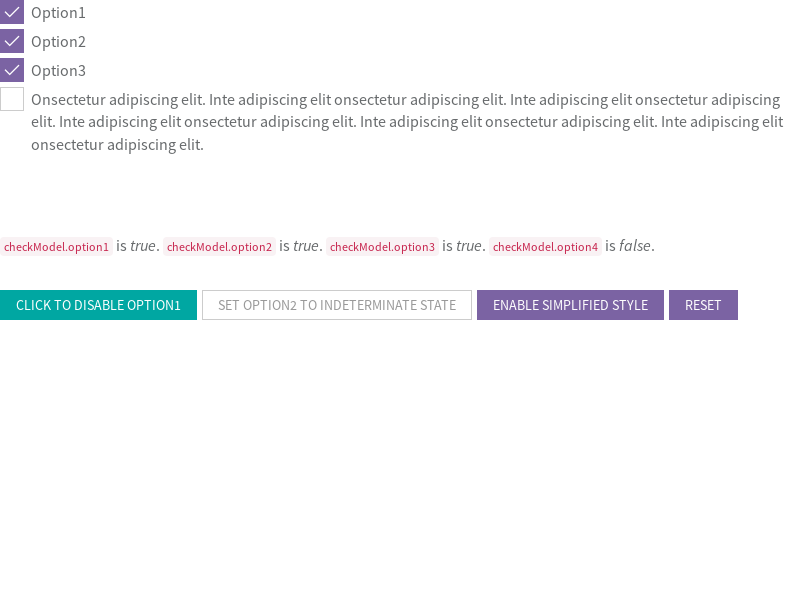 Option1
Option2
Option3
Onsectetur adipiscing elit. Inte adipiscing elit onsectetur adipiscing elit. Inte adipiscing elit onsectetur adipiscing
elit. Inte adipiscing elit onsectetur adipiscing elit. Inte adipiscing elit onsectetur adipiscing elit. Inte adipiscing elit
onsectetur adipiscing elit.
checkModel.option1 is true. checkModel.option2 is true. checkModel.option3 is true. checkModel.option4 is false.
CLICK TO DISABLE OPTION1 SET OPTION2 TO INDETERMINATE STATE ENABLE SIMPLIFIED STYLE RESET